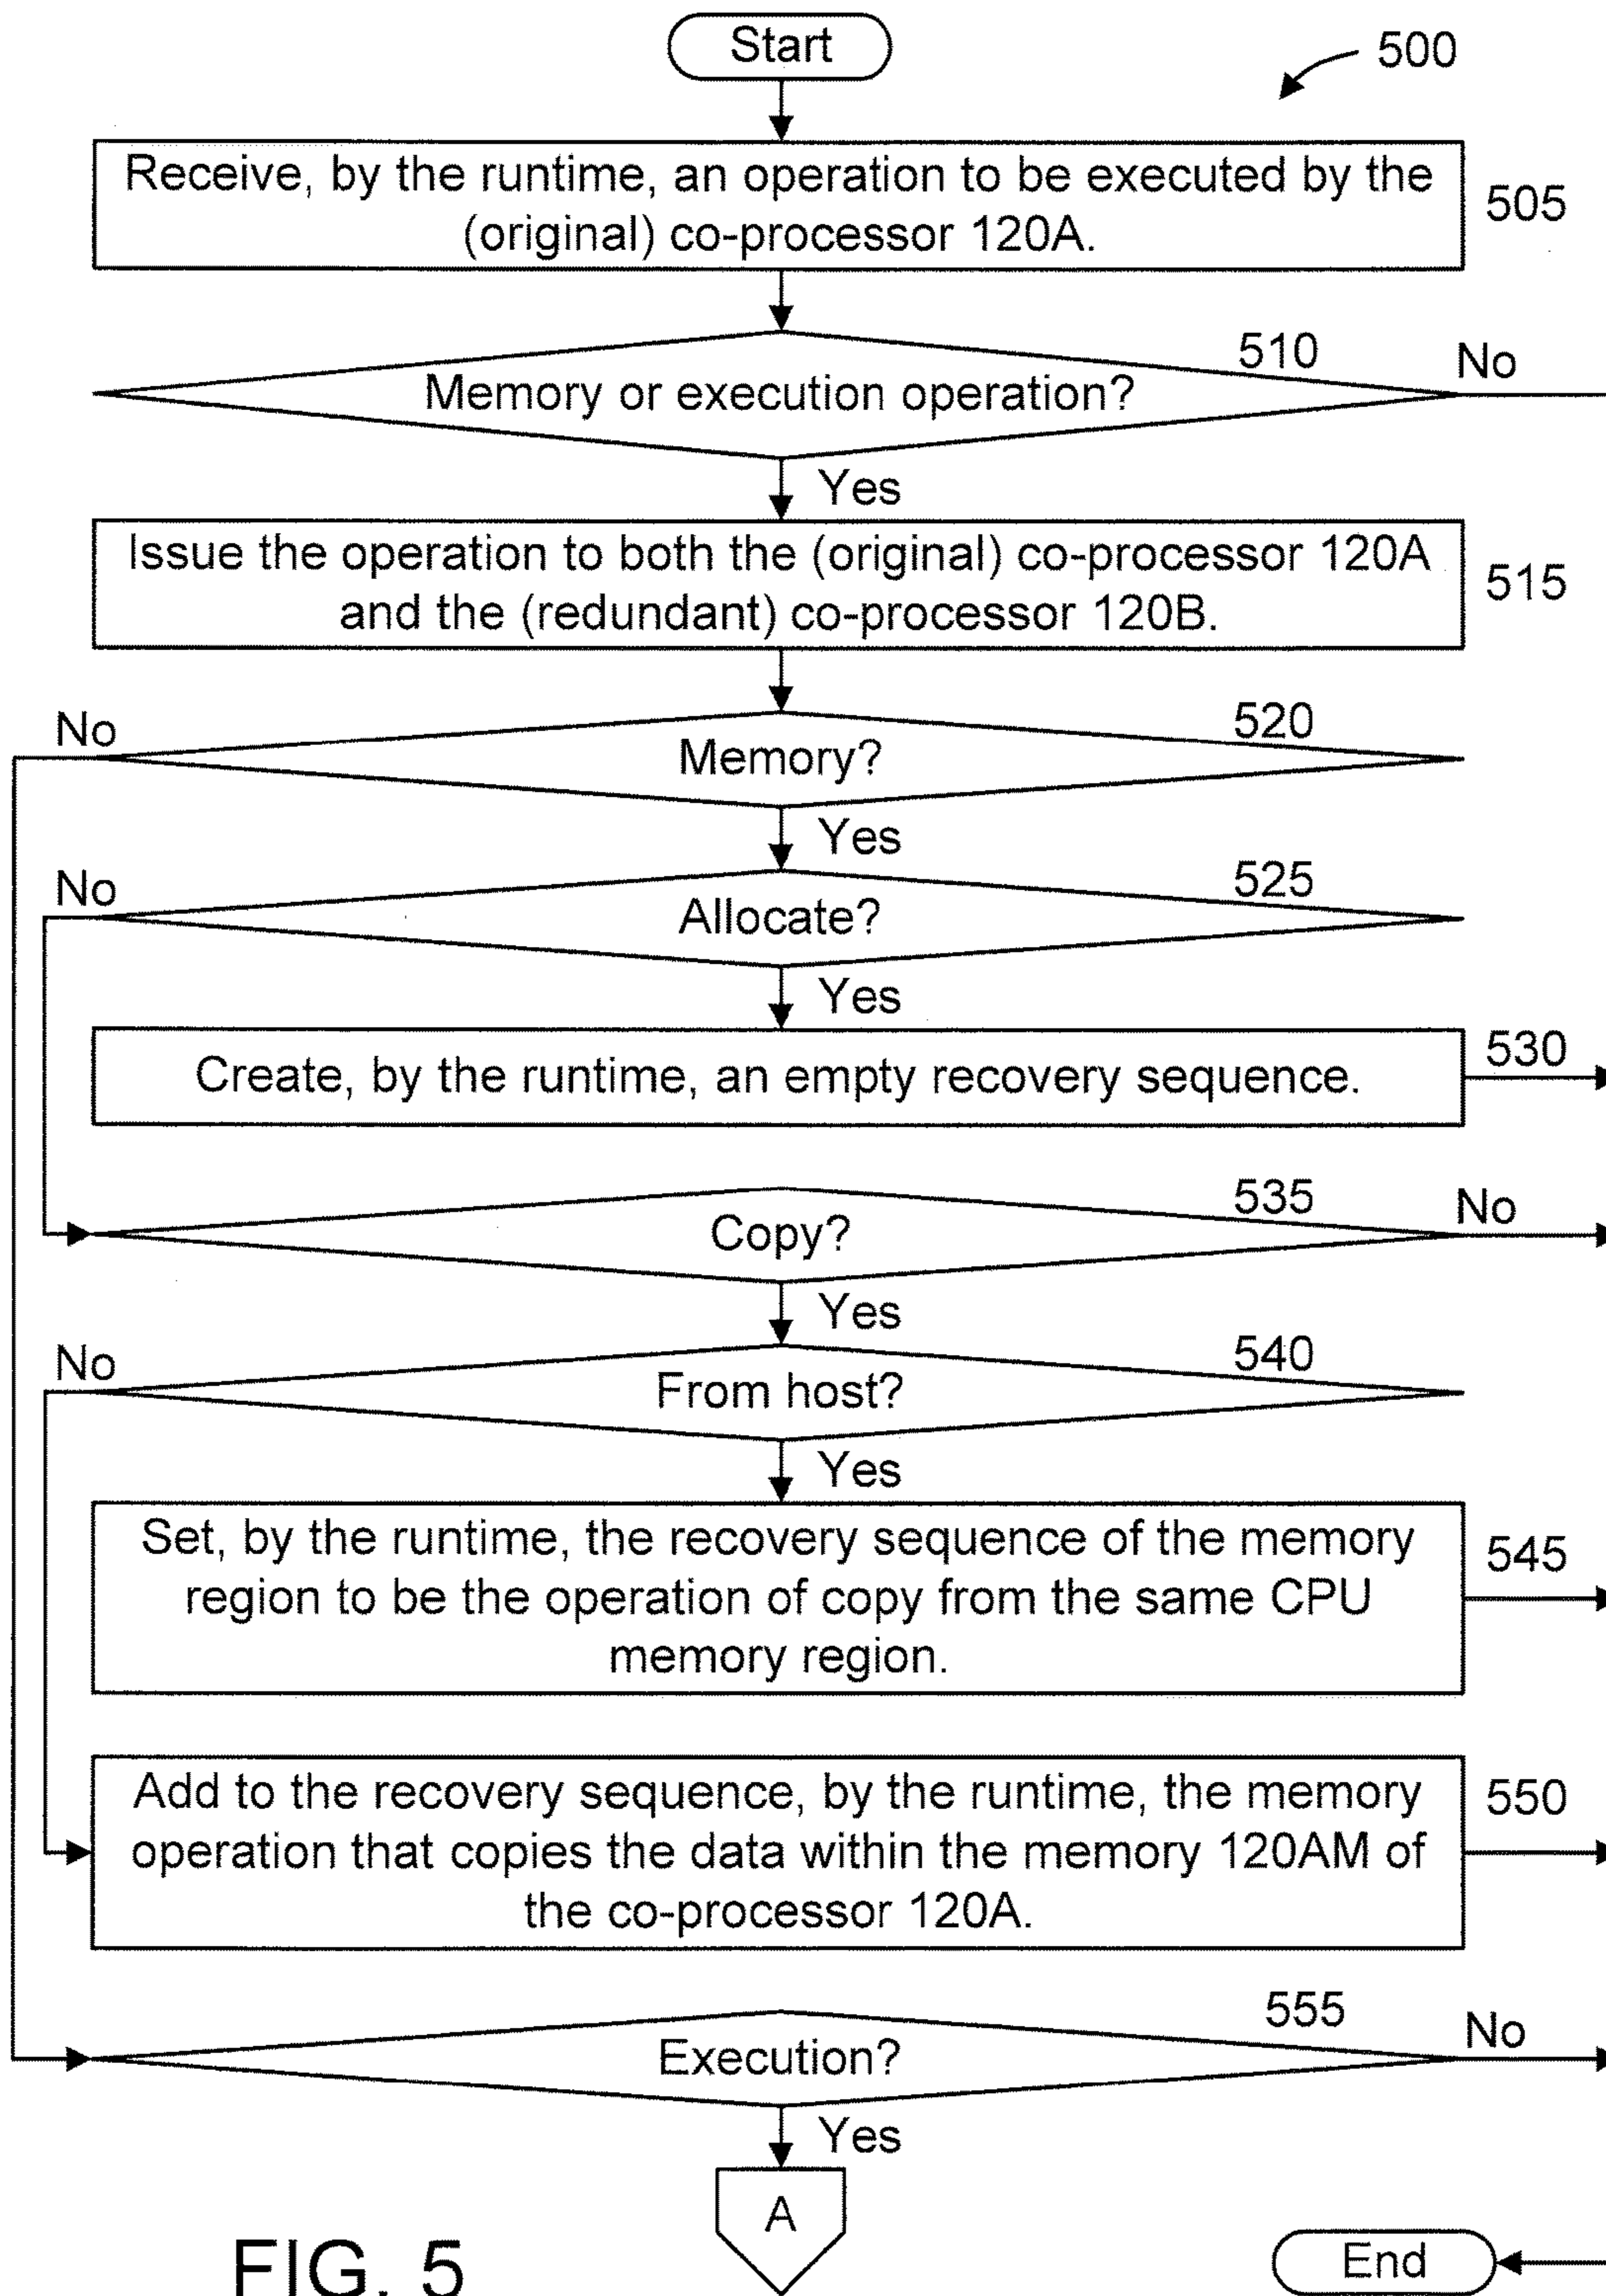 Start
500
Receive, by the runtime, an operation to be executed by the
(original) co-processor 120A.
505
510
No
Memory or execution operation?
Yes
Issue the operation to both the (original) co-processor 120A
and the (redundant) co-processor 120B.
515
No
520
Memory?
Yes
No
525
Allocate?
Yes
Create, by the runtime, an empty recovery sequence.
530
535
No
Copy?
Yes
No
540
From host?
Yes
Set, by the runtime, the recovery sequence of the memory
region to be the operation of copy from the same CPU
memory region.
545
Add to the recovery sequence, by the runtime, the memory
operation that copies the data within the memory 120AM of
the co-processor 120A.
550
555
No
Execution?
Yes
A
FIG. 5
End